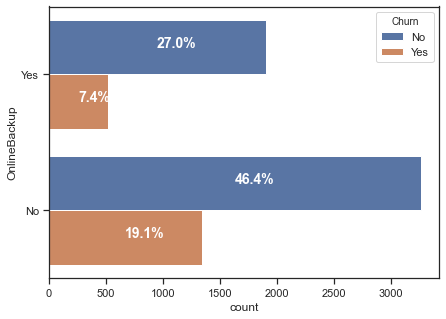 Churn
No
Yes
27.0%
Yes
7.4%
OnlineBackup
46.4%
No
19.1%
0 500 1000 1500 2000 2500 3000
count